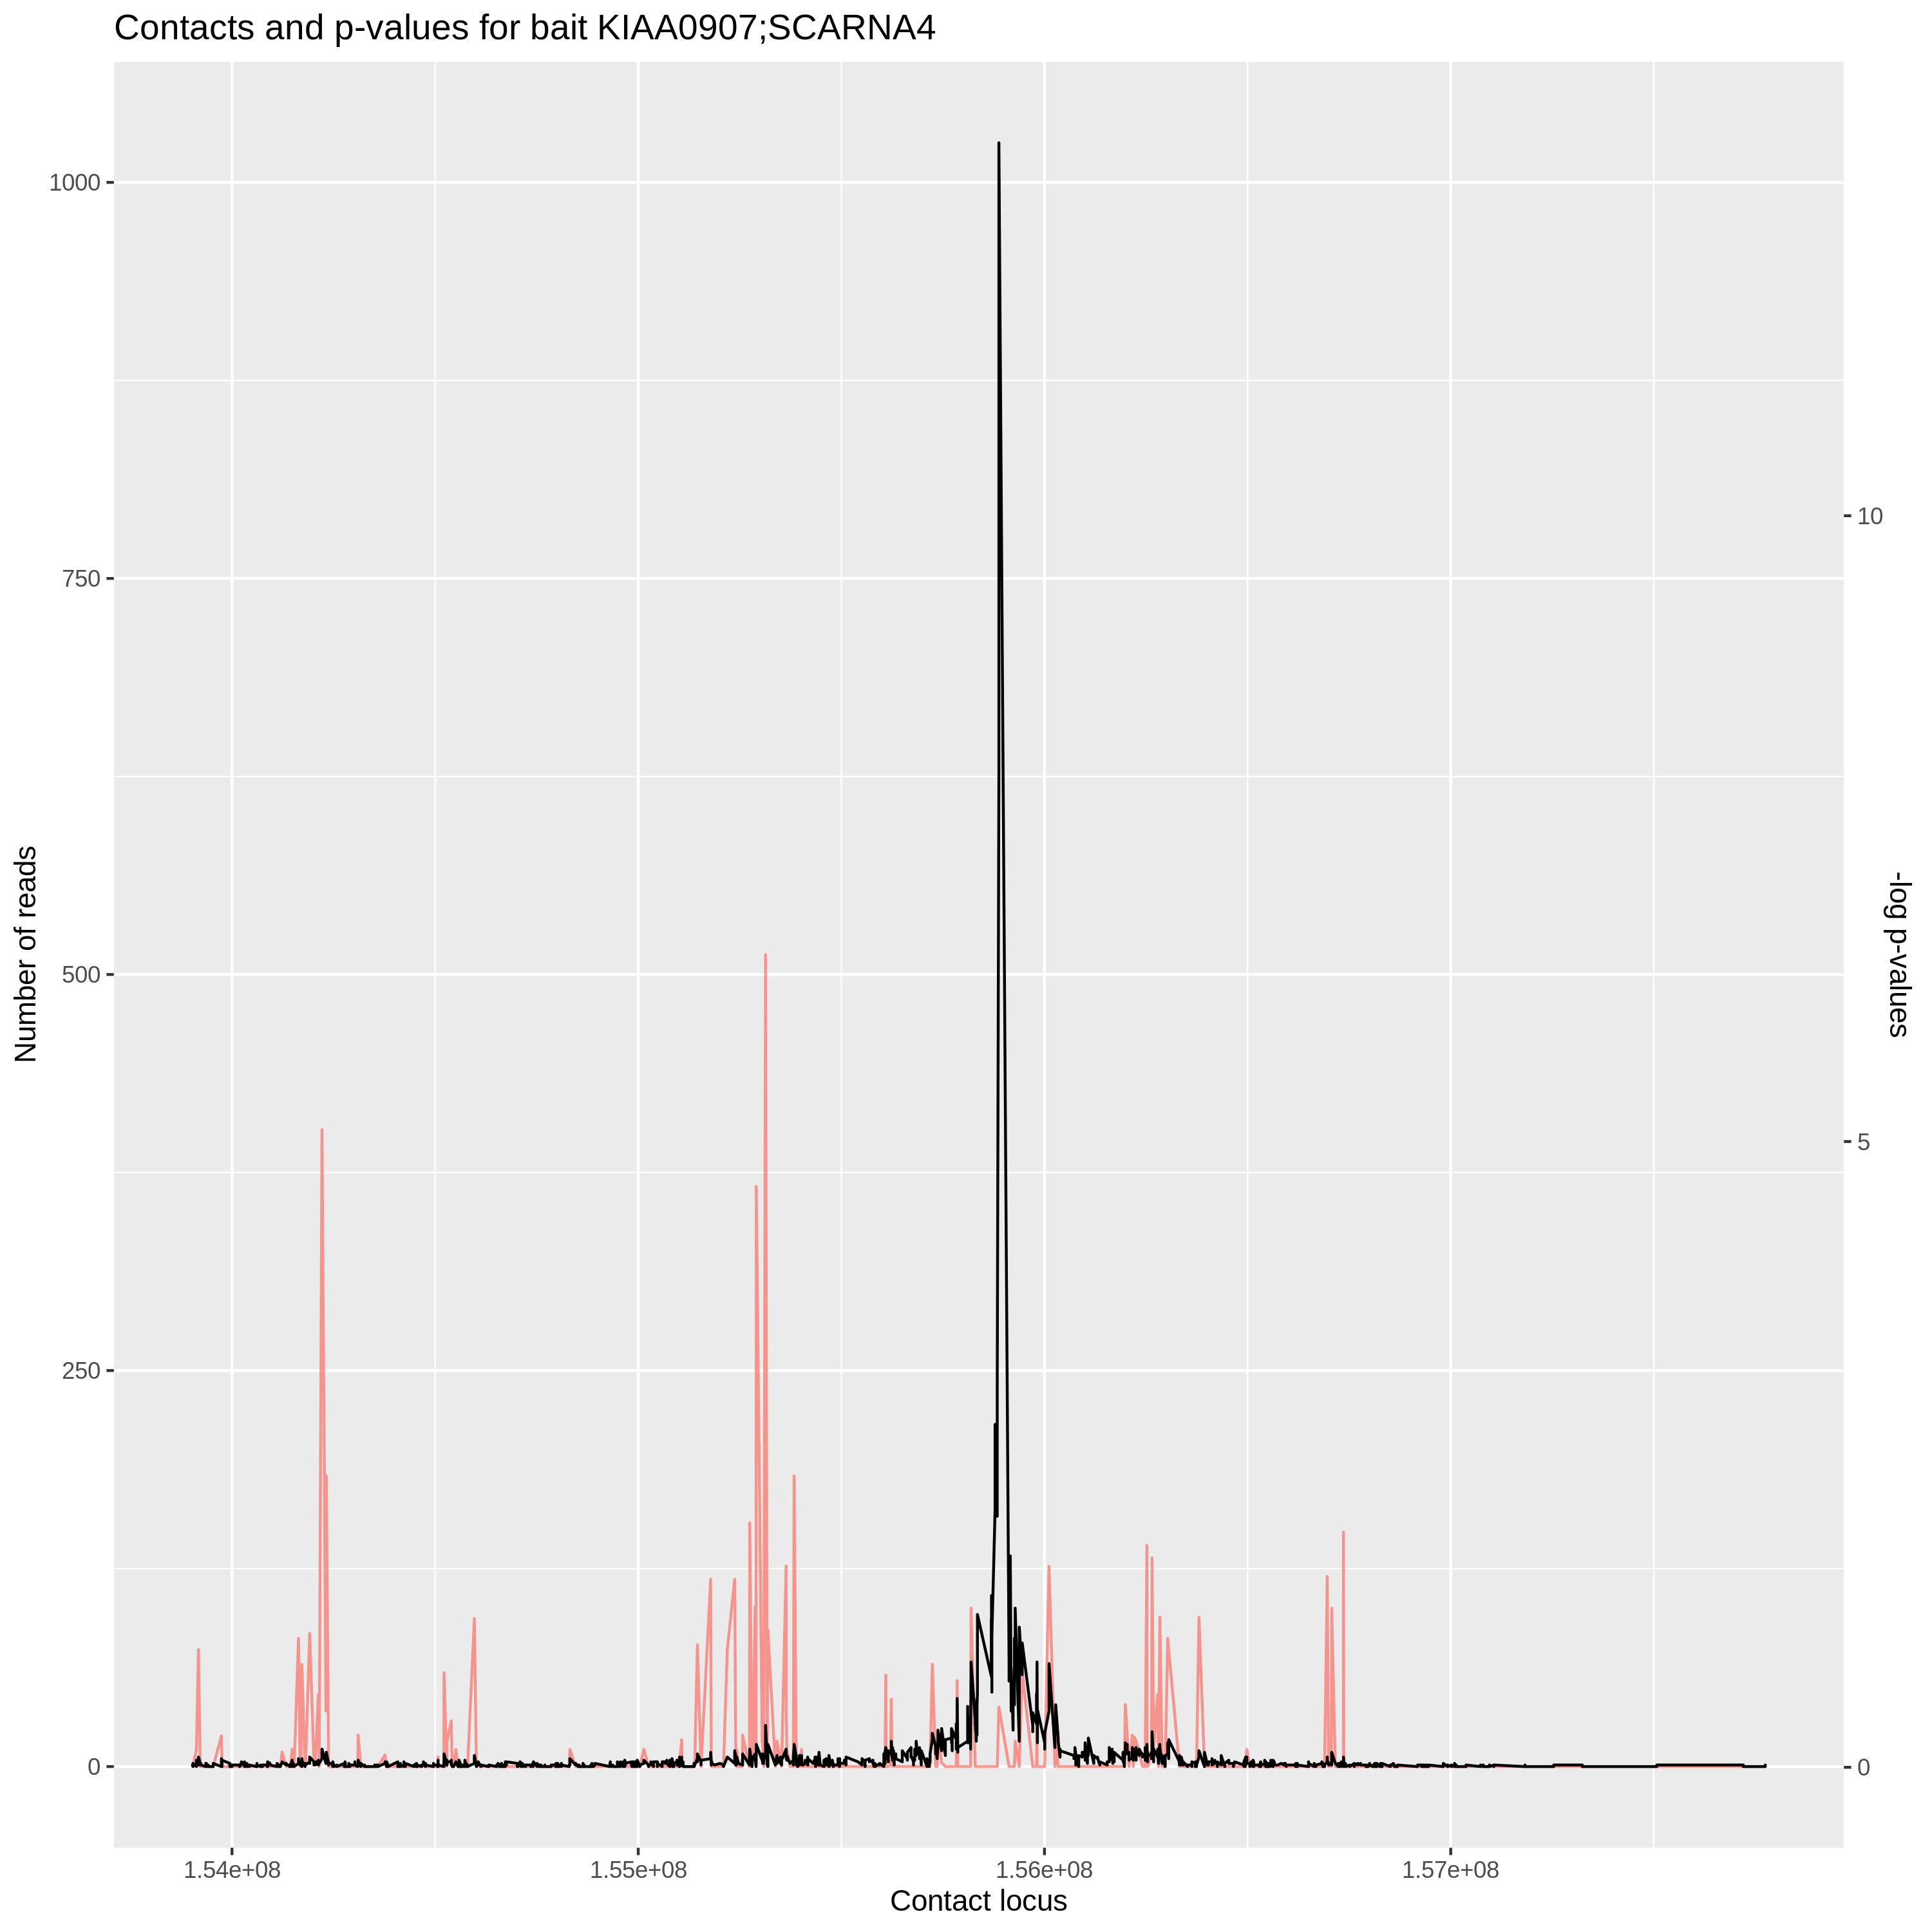 Contacts and p-values for bait KIAA0907;SCARNA4
1000
750
500
250
0
Number of reads
10
5
0
-log p-values
1.54e+08
1.55e+08
1.56e+08
1.57e+08
Contact locus